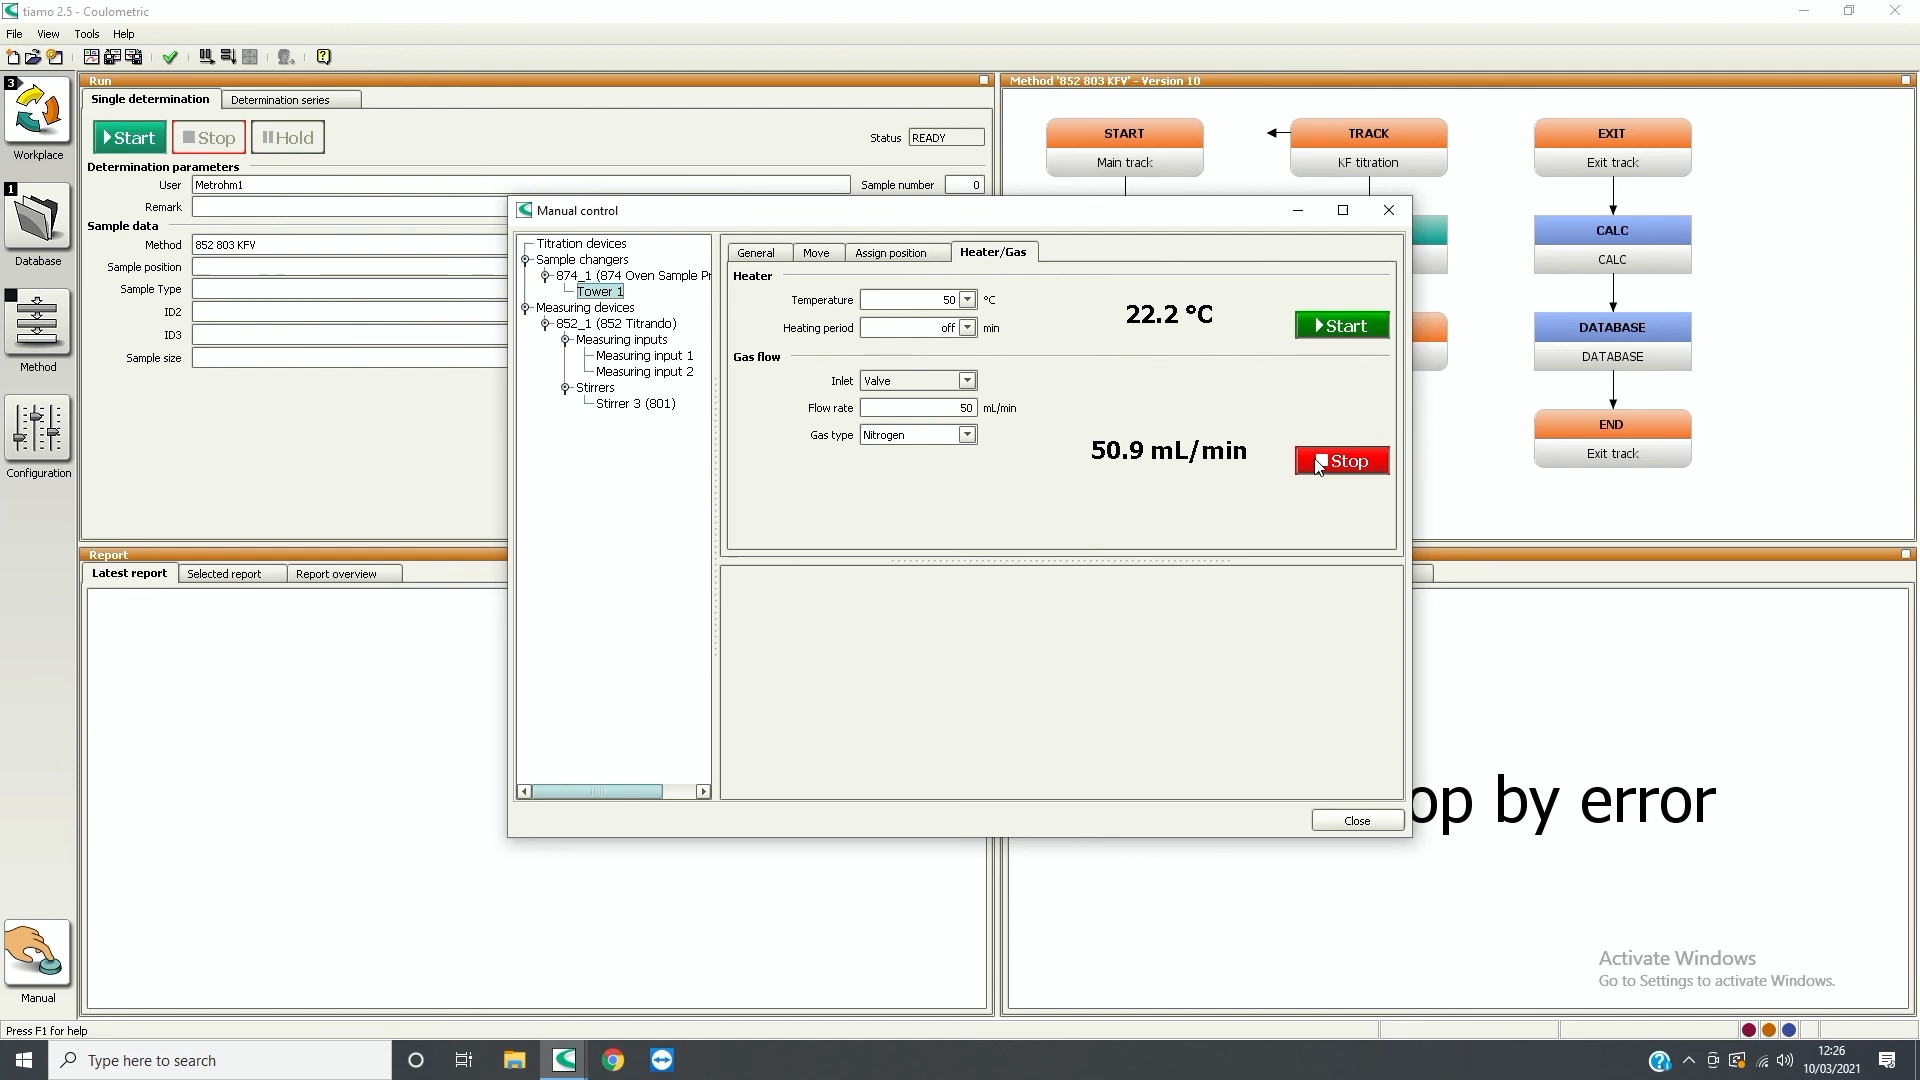 tiamo 2.5 - Coulometric
File View Tools Help
3
Workplace
1
Database
Method
Configuration
Manual
Run
Single determination Determination series
Start Stop Hold
Status READY
Determination parameters
User Metrohm1 Sample number 0
Remark
Sample data
Method 852 803 KFV
Sample position
Sample Type
ID2
ID3
Sample size
Method '852 803 KFV' - Version 10
START
Main track
TRACK
KF titration
EXIT
Exit track
CALC
CALC
DATABASE
DATABASE
END
Exit track
Manual control
Titration devices
Sample changers
874_1 (874 Oven Sample Pr
Tower 1
Measuring devices
852_1 (852 Titrando)
Measuring inputs
Measuring input 1
Measuring input 2
Stirrers
Stirrer 3 (801)
General Move Assign position Heater/Gas
Heater
Temperature 50 °C
Heating period off min
22.2 °C
Start
Gas flow
Inlet Valve
Flow rate 50 mL/min
Gas type Nitrogen
50.9 mL/min
Stop
Close
Report
Latest report Selected report Report overview
op by error
Activate Windows
Go to Settings to activate Windows.
Press F1 for help
Type here to search
12:26
10/03/2021